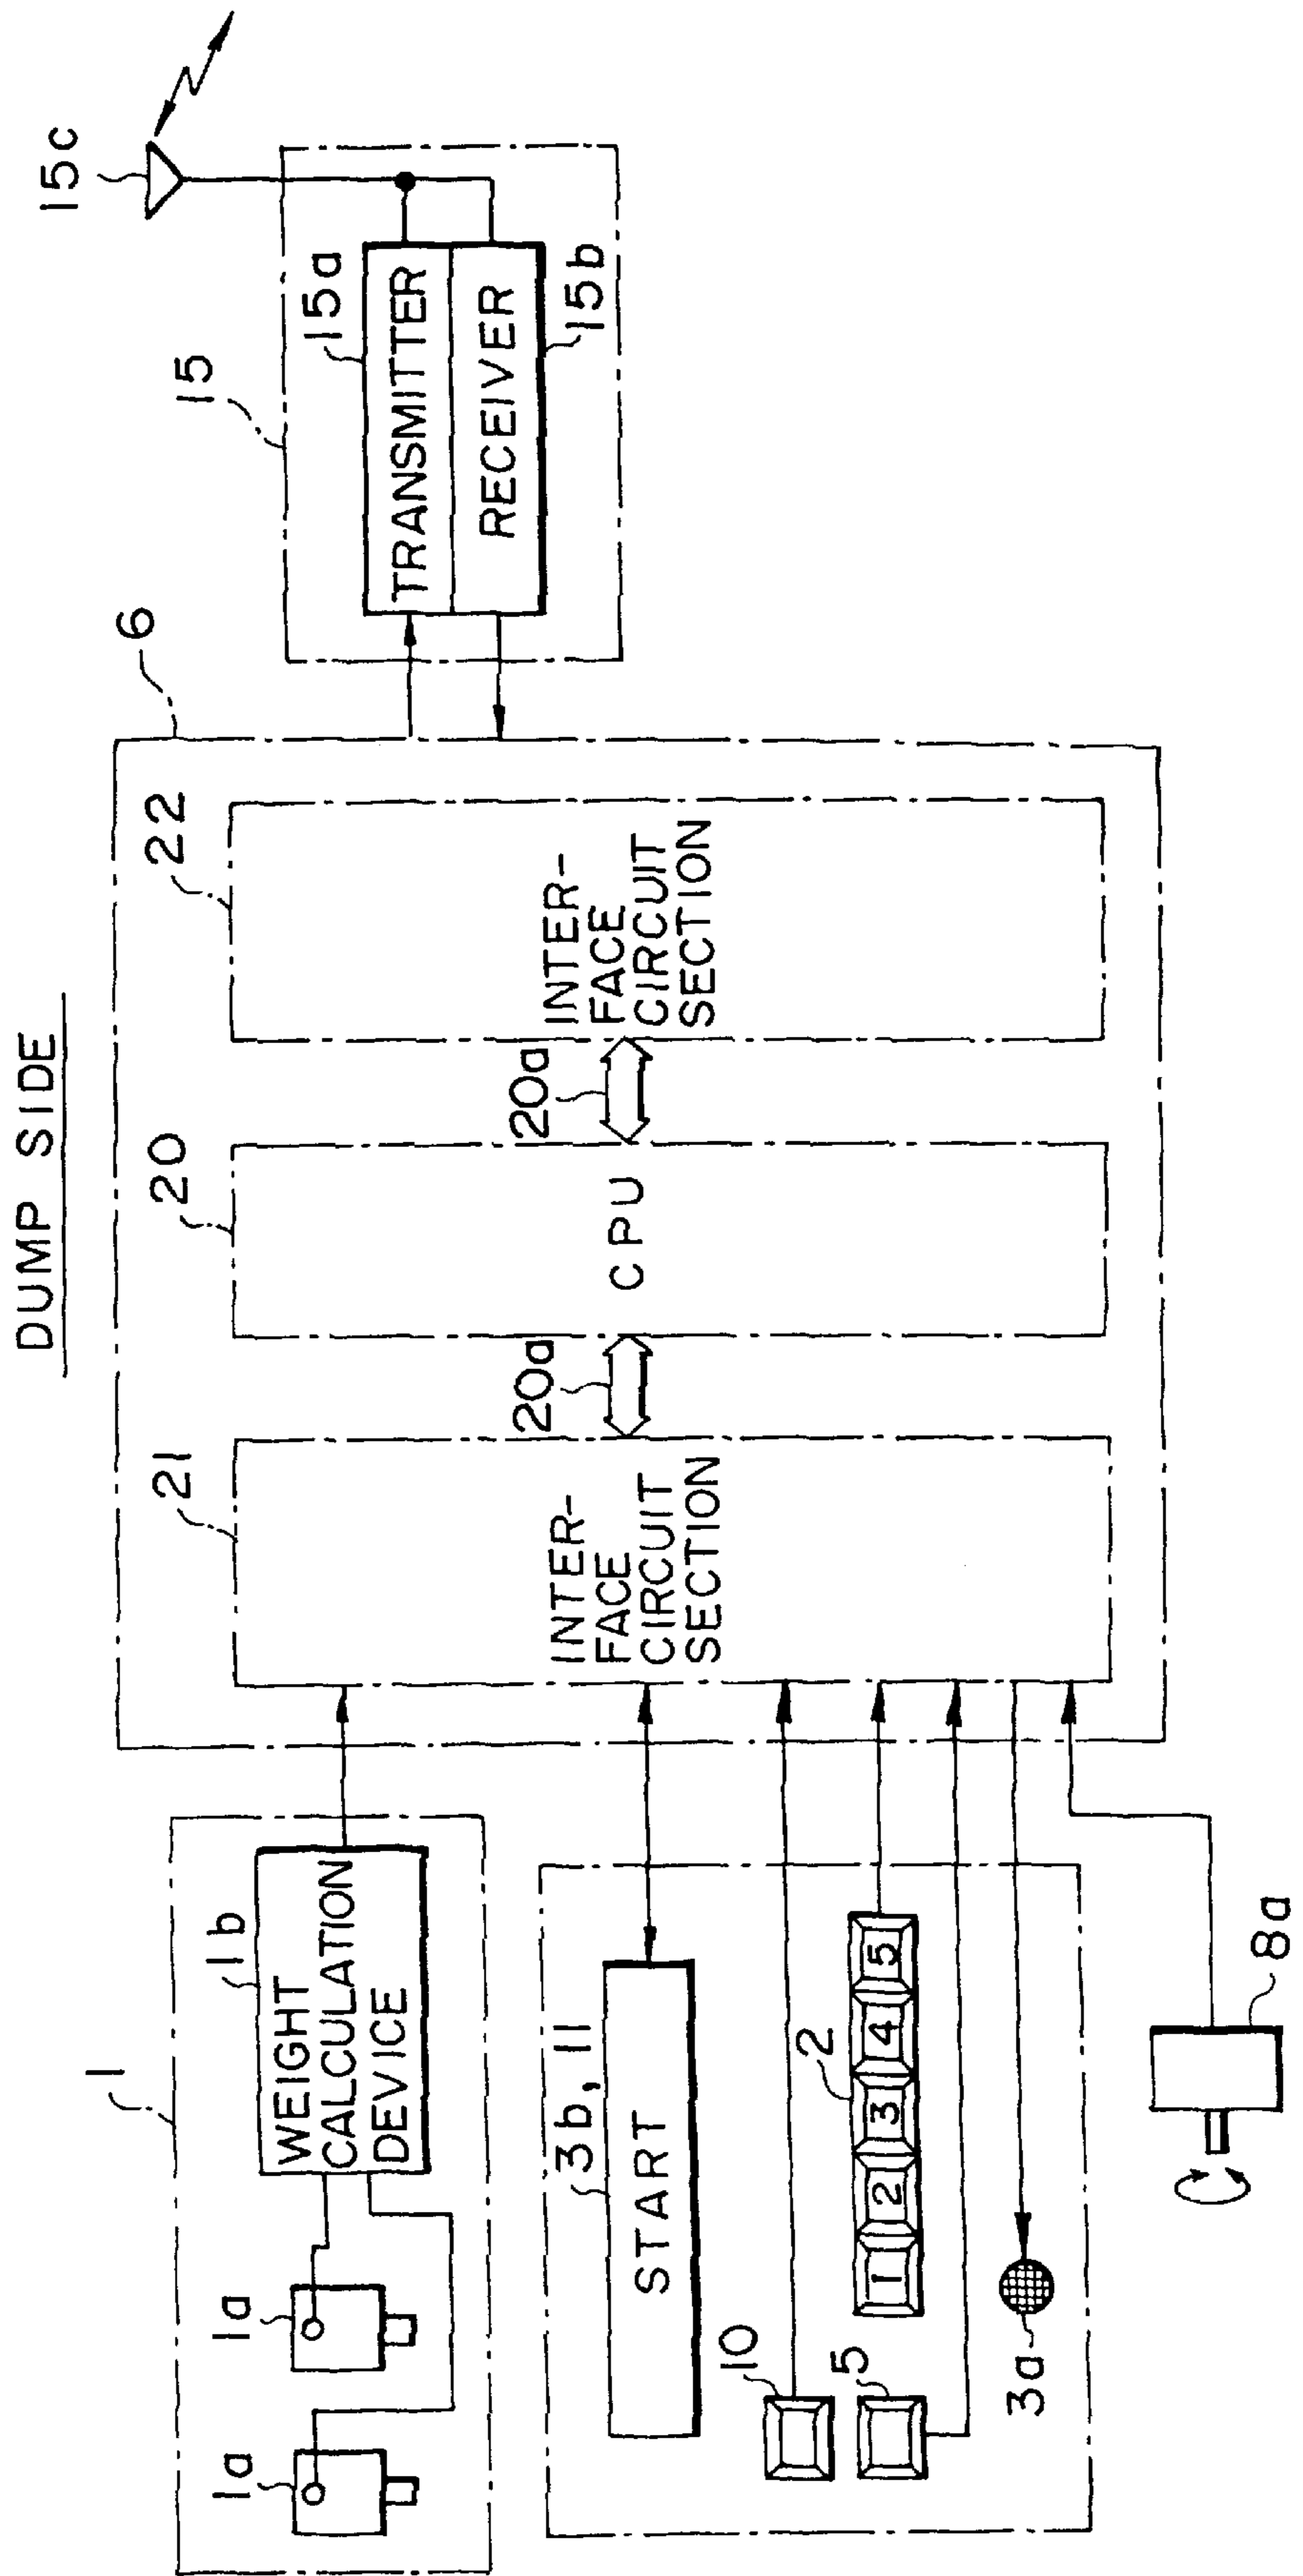 DUMP SIDE
1
1a
1a
1b
WEIGHT
CALCULATION
DEVICE
3b, 11
START
10
5
2
1 2 3 4 5
3a
8a
6
21
INTER-
FACE
CIRCUIT
SECTION
20a
20
CPU
20a
22
INTER-
FACE
CIRCUIT
SECTION
15
15a
TRANSMITTER
RECEIVER
15b
15c